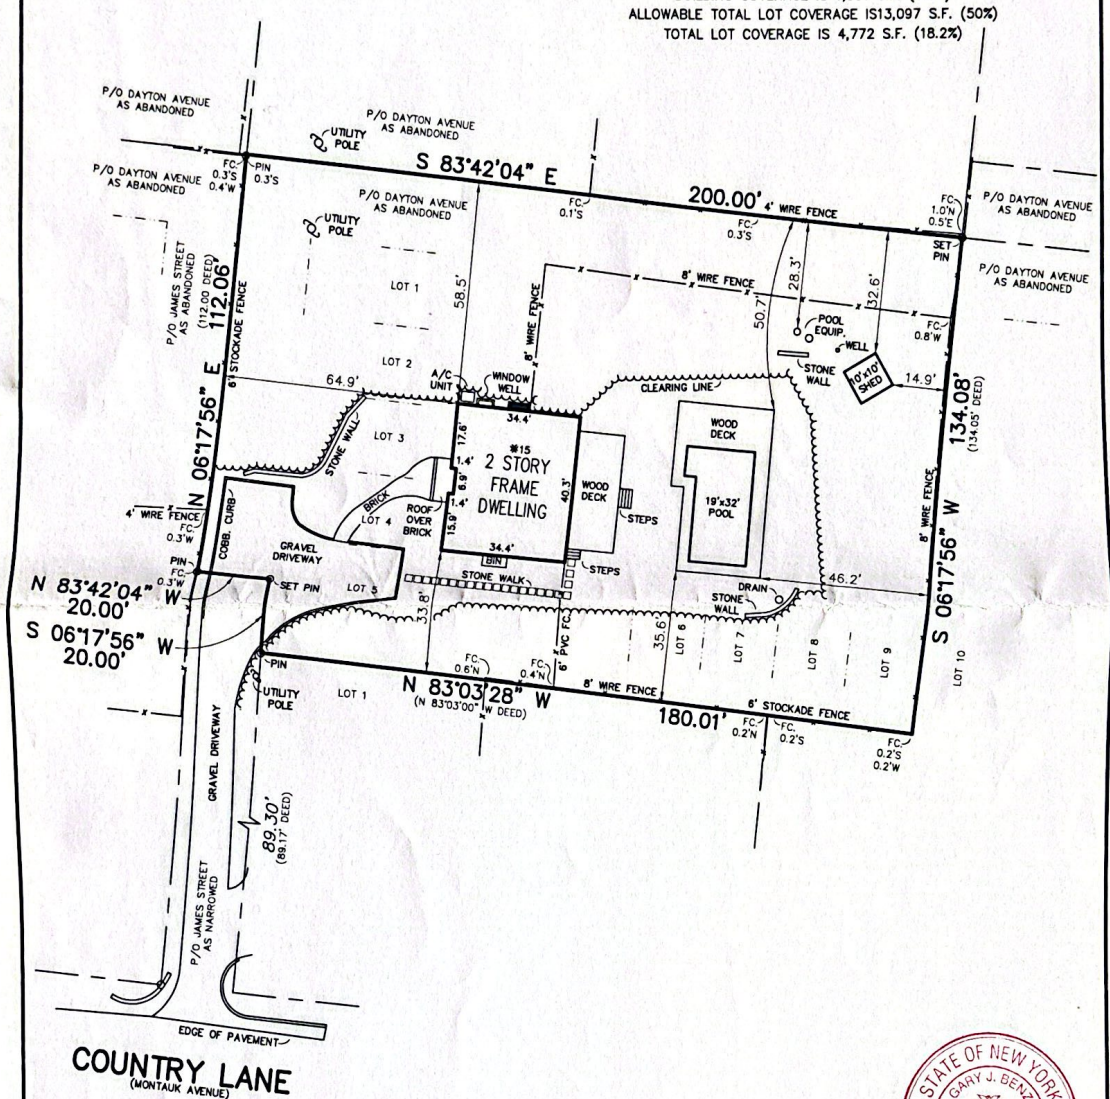 ALLOWABLE TOTAL LOT COVERAGE IS13,097 S.F. (50%)
TOTAL LOT COVERAGE IS 4,772 S.F. (18.2%)
P/O DAYTON AVENUE
AS ABANDONED
P/O DAYTON AVENUE
AS ABANDONED
UTILITY
POLE
FC.
0.3'S
0.4'W
PIN
0.3'S
S 83°42'04" E
200.00'
4' WIRE FENCE
P/O DAYTON AVENUE
AS ABANDONED
P/O DAYTON AVENUE
AS ABANDONED
FC.
0.1'S
FC.
0.3'S
FC.
1.0'N
0.5'E
P/O DAYTON AVENUE
AS ABANDONED
SET
PIN
P/O DAYTON AVENUE
AS ABANDONED
UTILITY
POLE
P/O JAMES STREET
AS ABANDONED
(112.00 DEED)
112.06'
N 06°17'56" E
6' STOCKADE FENCE
LOT 1
58.5'
8' WIRE FENCE
8' WIRE FENCE
50.7'
28.3'
32.6'
POOL
EQUIP.
WELL
FC.
0.8'W
STONE
WALL
10'x10'
SHED
14.9'
134.08'
(134.05' DEED)
LOT 2
64.9'
A/C
UNIT
WINDOW
WELL
CLEARING LINE
STONE WALL
LOT 3
34.4'
17.6'
1.4'
6.9'
1.4'
15.9'
#15
2 STORY
FRAME
DWELLING
40.3'
34.4'
BIN
WOOD
DECK
STEPS
WOOD
DECK
19'x32'
POOL
BRICK
ROOF
OVER
BRICK
LOT 4
4' WIRE FENCE
FC.
0.3'W
COBB. CURB
GRAVEL
DRIVEWAY
8' WIRE FENCE
S 06°17'56" W
PIN
FC.
0.3'W
N 83°42'04" W
20.00'
S 06°17'56" W
20.00'
SET PIN
LOT 5
STONE WALK
STEPS
33.8'
DRAIN
STONE
WALL
46.2'
6' PVC FC.
35.6'
LOT 6
LOT 7
LOT 8
LOT 9
LOT 10
PIN
UTILITY
POLE
LOT 1
FC.
0.6'N
FC.
0.4'N
N 83°03'28" W
(N 83°03'00" W DEED)
8' WIRE FENCE
180.01'
6' STOCKADE FENCE
FC.
0.2'N
FC.
0.2'S
FC.
0.2'S
0.2'W
GRAVEL DRIVEWAY
89.30'
(89.17' DEED)
P/O JAMES STREET
AS NARROWED
EDGE OF PAVEMENT
COUNTRY LANE
(MONTAUK AVENUE)
STATE OF NEW YORK
GARY J. BENZ